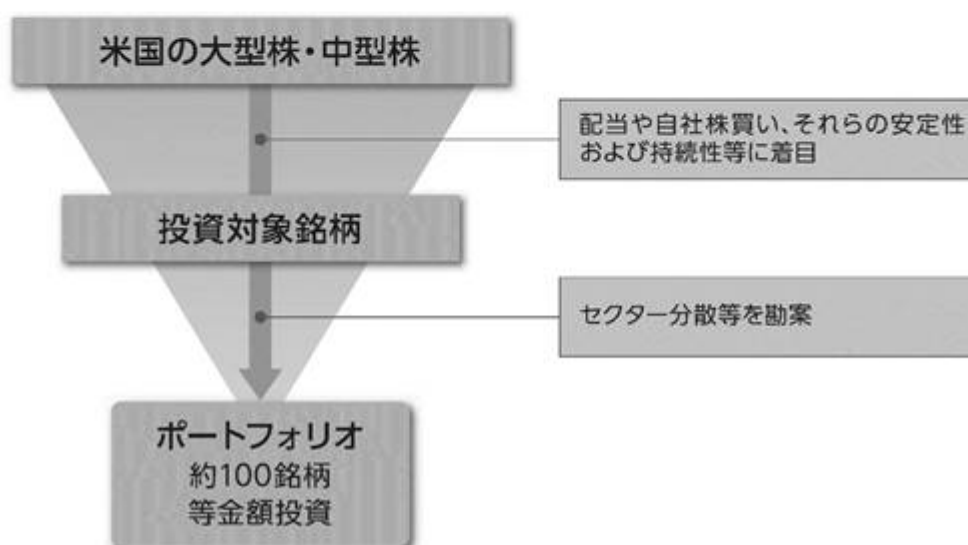 米国の大型株・中型株
配当や自社株買い、それらの安定性
および持続性等に着目
投資対象銘柄
セクター分散等を勘案
ポートフォリオ
約100銘柄
等金額投資